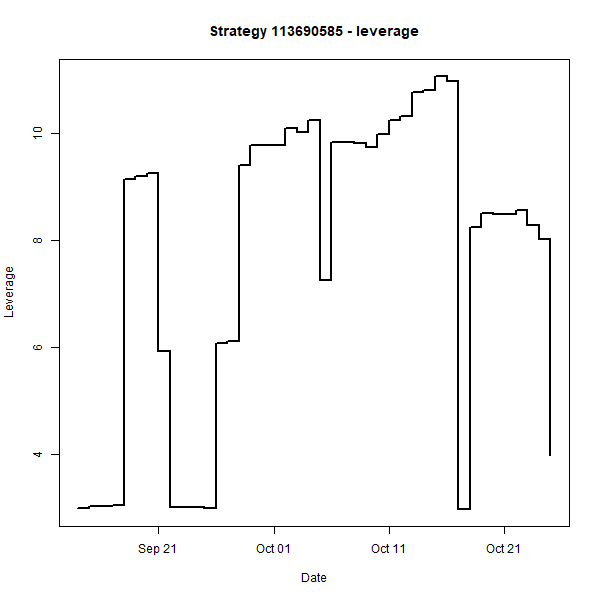 Strategy 113690585 - leverage
Leverage
10
8
6
4
Sep 21
Oct 01
Oct 11
Oct 21
Date